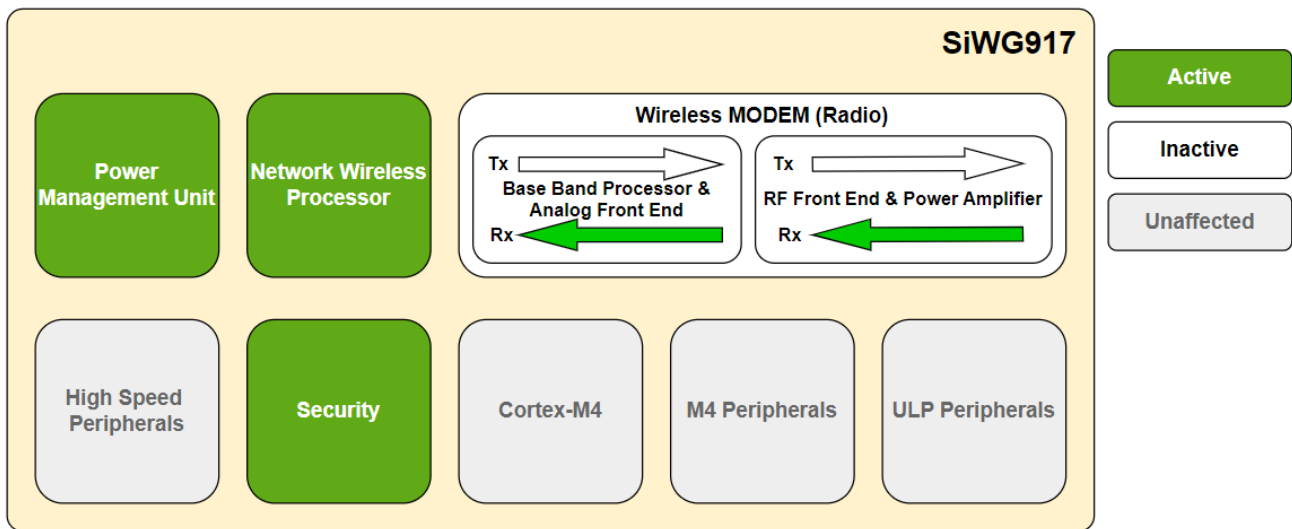 SiWG917
Active
Inactive
Unaffected
Power
Management Unit
Network Wireless
Processor
Wireless MODEM (Radio)
Tx
Base Band Processor &
Analog Front End
Rx
Tx
RF Front End & Power Amplifier
Rx
High Speed
Peripherals
Security
Cortex-M4
M4 Peripherals
ULP Peripherals